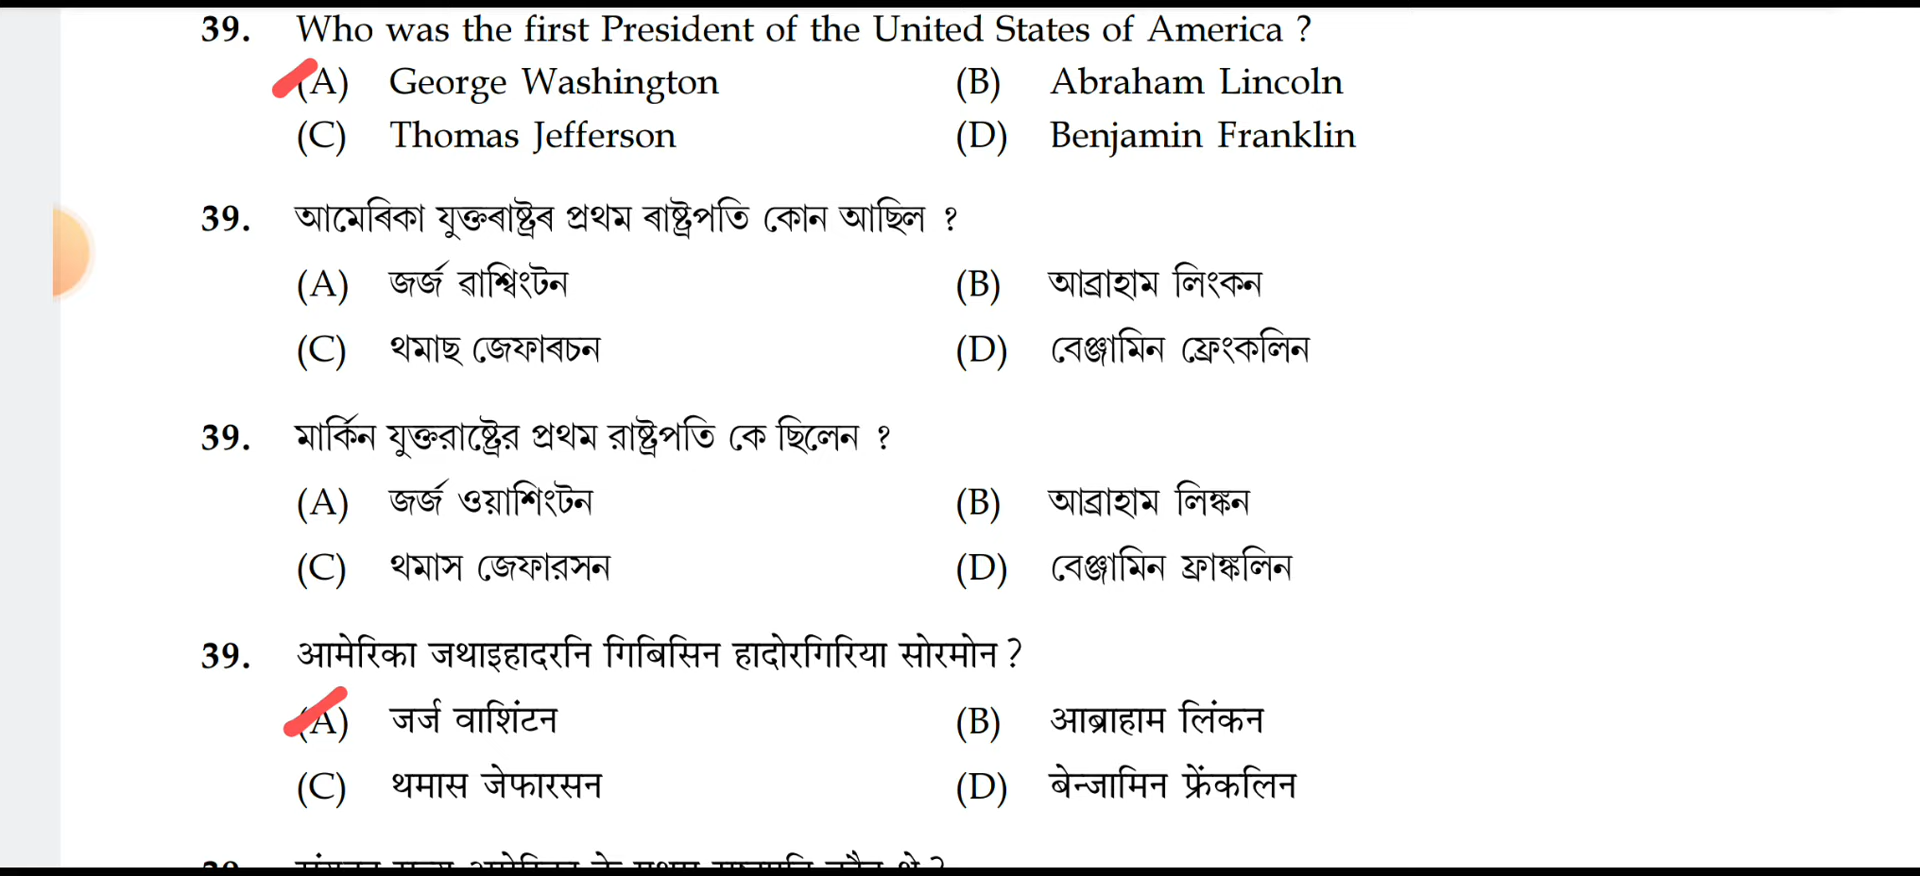 39. Who was the first President of the United States of America ?
(A) George Washington (B) Abraham Lincoln
(C) Thomas Jefferson (D) Benjamin Franklin
39. আমেৰিকা যুক্তৰাষ্ট্ৰৰ প্ৰথম ৰাষ্ট্ৰপতি কোন আছিল ?
(A) জৰ্জ ৱাশ্বিংটন (B) আব্ৰাহাম লিংকন
(C) থমাছ জেফাৰচন (D) বেঞ্জামিন ফ্ৰেংকলিন
39. মার্কিন যুক্তরাষ্ট্রের প্রথম রাষ্ট্রপতি কে ছিলেন ?
(A) জর্জ ওয়াশিংটন (B) আব্রাহাম লিঙ্কন
(C) থমাস জেফারসন (D) বেঞ্জামিন ফ্রাঙ্কলিন
39. आमेरिका जथाइहादरनि गिबिसिन हादोरगिरिया सोरमोन ?
(A) जर्ज वाशिंटन (B) आब्राहाम लिंकन
(C) थमास जेफारसन (D) बेन्जामिन फ्रेंकलिन